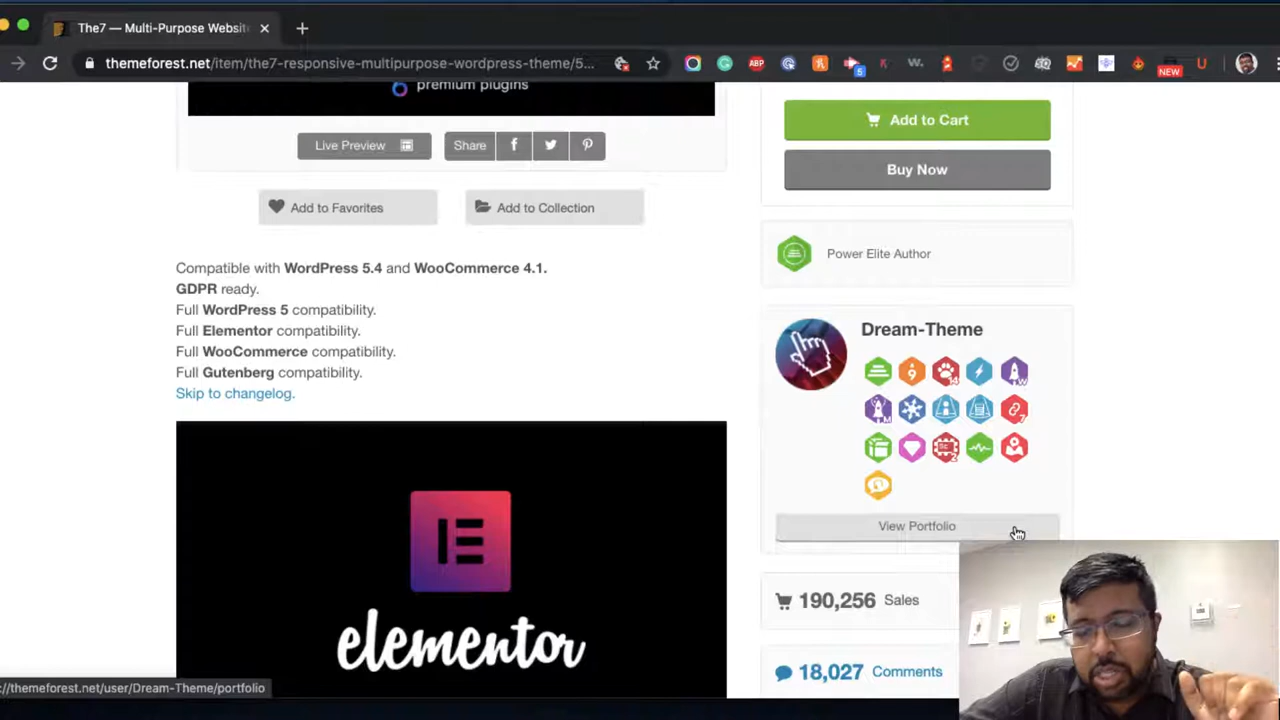 The7 — Multi-Purpose Websit
themeforest.net/item/the7-responsive-multipurpose-wordpress-theme/5...
ABP
5
NEW
premium plugins
Live Preview
Share
Add to Favorites
Add to Collection
Compatible with WordPress 5.4 and WooCommerce 4.1.
GDPR ready.
Full WordPress 5 compatibility.
Full Elementor compatibility.
Full WooCommerce compatibility.
Full Gutenberg compatibility.
Skip to changelog.
elementor
Add to Cart
Buy Now
Power Elite Author
Dream-Theme
View Portfolio
190,256 Sales
18,027 Comments
://themeforest.net/user/Dream-Theme/portfolio